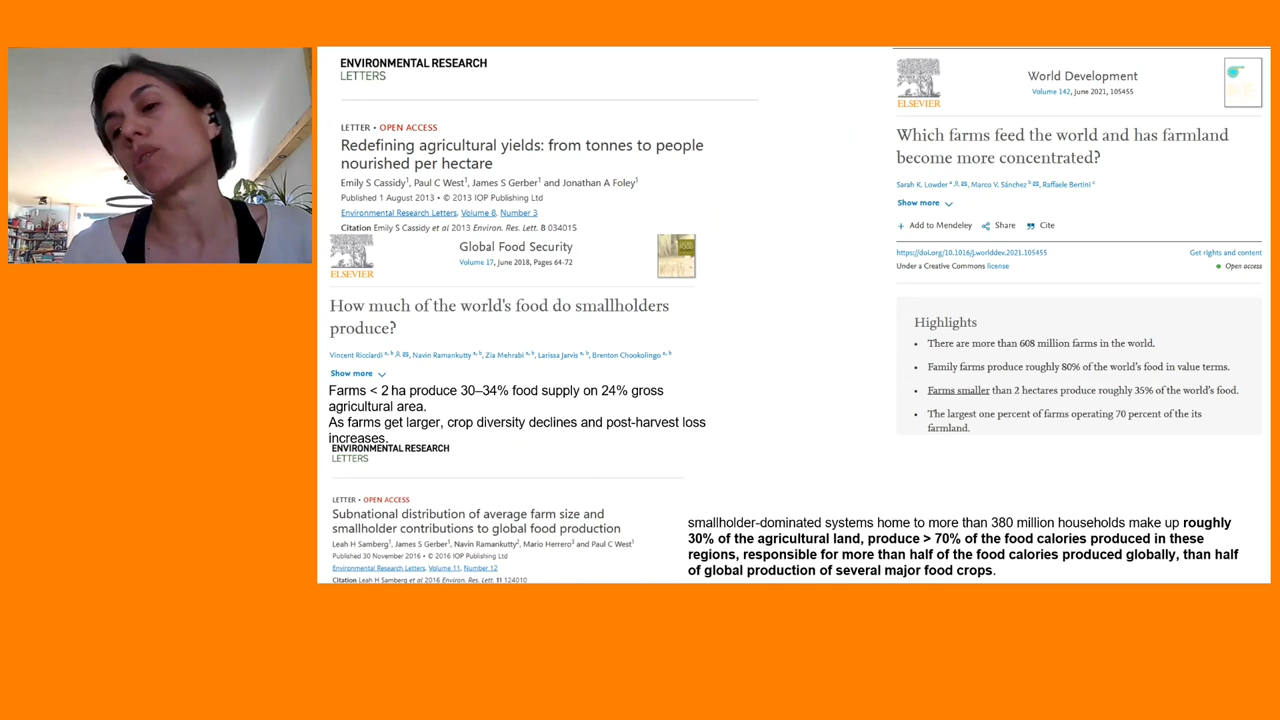 ENVIRONMENTAL RESEARCH
LETTERS
LETTER • OPEN ACCESS
Redefining agricultural yields: from tonnes to people
nourished per hectare
Emily S Cassidy1, Paul C West1, James S Gerber1 and Jonathan A Foley1
Published 1 August 2013 • © 2013 IOP Publishing Ltd
Environmental Research Letters, Volume 8, Number 3
Citation Emily S Cassidy et al 2013 Environ. Res. Lett. 8 034015
ELSEVIER
Global Food Security
Volume 17, June 2018, Pages 64-72
How much of the world's food do smallholders
produce?
Vincent Ricciardi a, b, Navin Ramankutty a, b, Zia Mehrabi a, b, Larissa Jarvis a, b, Brenton Chookolingo a, b
Show more
Farms < 2 ha produce 30–34% food supply on 24% gross
agricultural area.
As farms get larger, crop diversity declines and post-harvest loss
increases.
ENVIRONMENTAL RESEARCH
LETTERS
LETTER • OPEN ACCESS
Subnational distribution of average farm size and
smallholder contributions to global food production
Leah H Samberg1, James S Gerber1, Navin Ramankutty2, Mario Herrero3 and Paul C West1
Published 30 November 2016 • © 2016 IOP Publishing Ltd
Environmental Research Letters, Volume 11, Number 12
Citation Leah H Samberg et al 2016 Environ. Res. Lett. 11 124010
ELSEVIER
World Development
Volume 142, June 2021, 105455
Which farms feed the world and has farmland
become more concentrated?
Sarah K. Lowder a, Marco V. Sánchez b, Raffaele Bertini c
Show more
+ Add to Mendeley Share Cite
https://doi.org/10.1016/j.worlddev.2021.105455 Get rights and content
Under a Creative Commons license Open access
Highlights
• There are more than 608 million farms in the world.
• Family farms produce roughly 80% of the world's food in value terms.
• Farms smaller than 2 hectares produce roughly 35% of the world's food.
• The largest one percent of farms operating 70 percent of the its
farmland.
smallholder-dominated systems home to more than 380 million households make up roughly
30% of the agricultural land, produce > 70% of the food calories produced in these
regions, responsible for more than half of the food calories produced globally, than half
of global production of several major food crops.